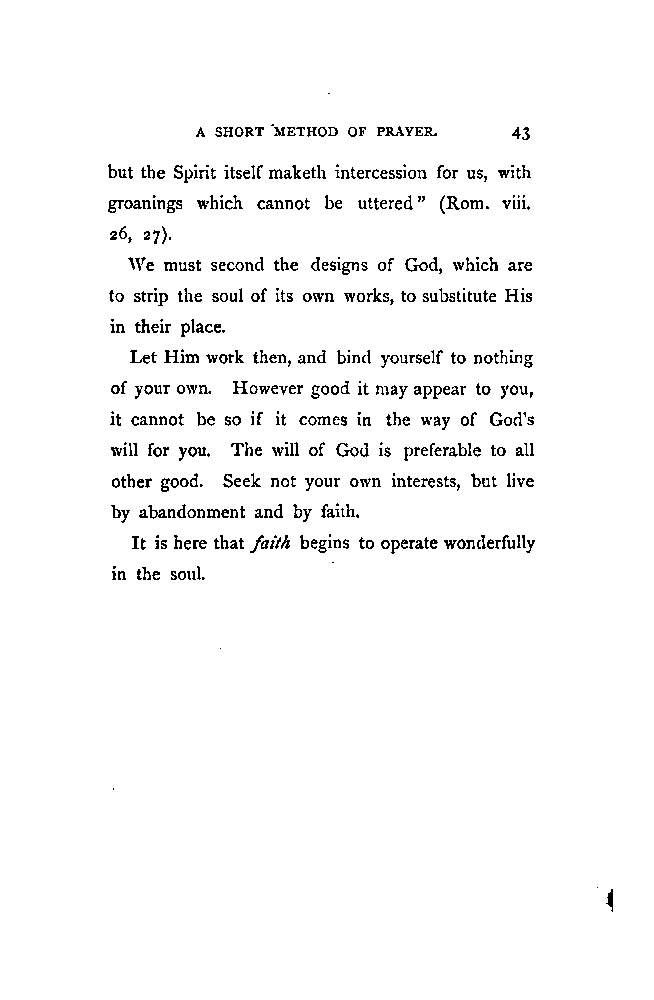 A SHORT METHOD OF PRAYER. 43
but the Spirit itself maketh intercession for us, with
groanings which cannot be uttered" (Rom. viii.
26, 27).
We must second the designs of God, which are
to strip the soul of its own works, to substitute His
in their place.
Let Him work then, and bind yourself to nothing
of your own. However good it may appear to you,
it cannot be so if it comes in the way of God's
will for you. The will of God is preferable to all
other good. Seek not your own interests, but live
by abandonment and by faith.
It is here that faith begins to operate wonderfully
in the soul.